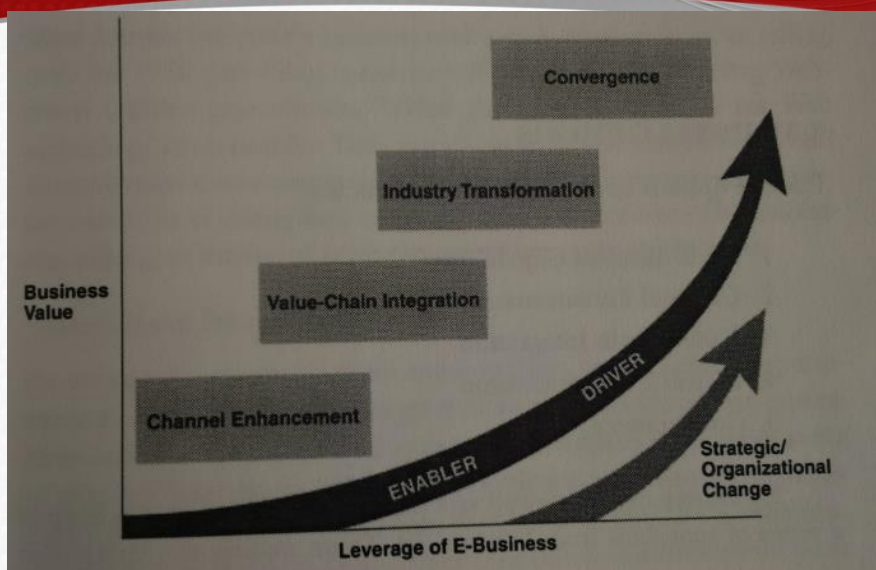 Convergence
Industry Transformation
Business
Value
Value-Chain Integration
Channel Enhancement
DRIVER
ENABLER
Strategic/
Organizational
Change
Leverage of E-Business